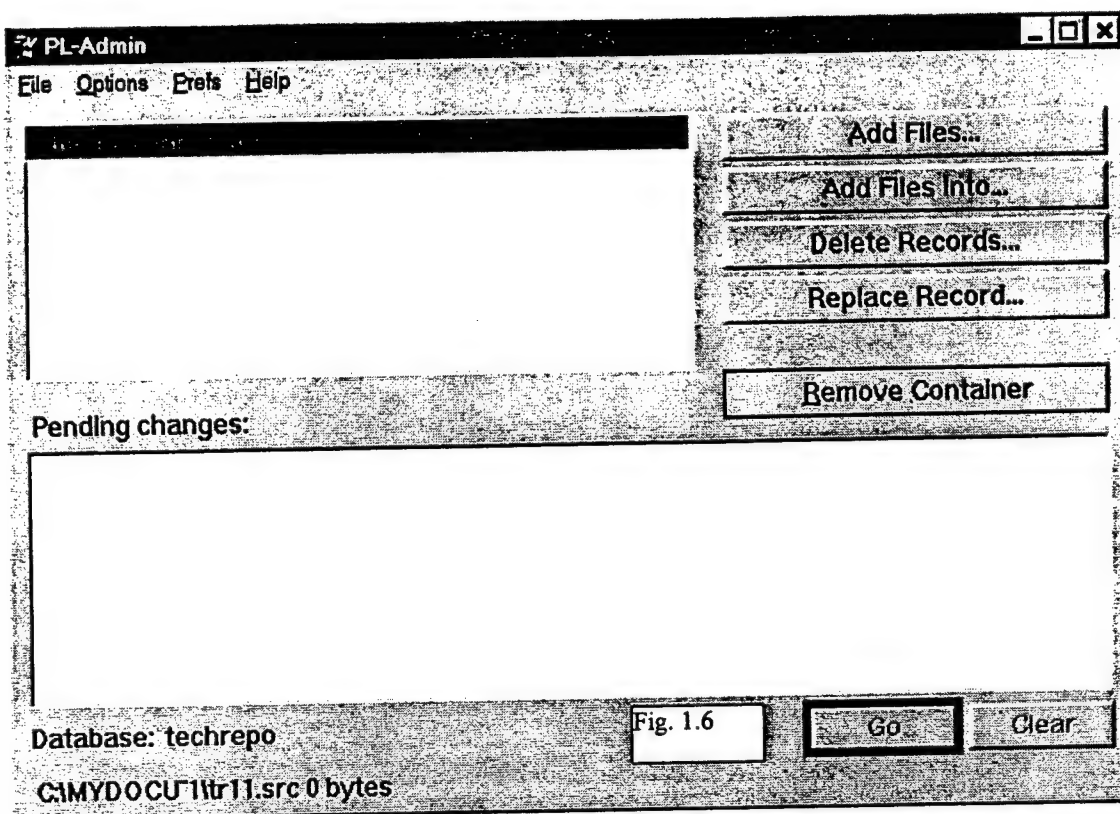 PL-Admin
File Options Prefs Help
Add Files...
Add Files Into...
Delete Records...
Replace Record...
Remove Container
Pending changes:
Database: techrepo
Fig. 1.6
Go
Clear
C:\MYDOCU~1\tr11.src 0 bytes